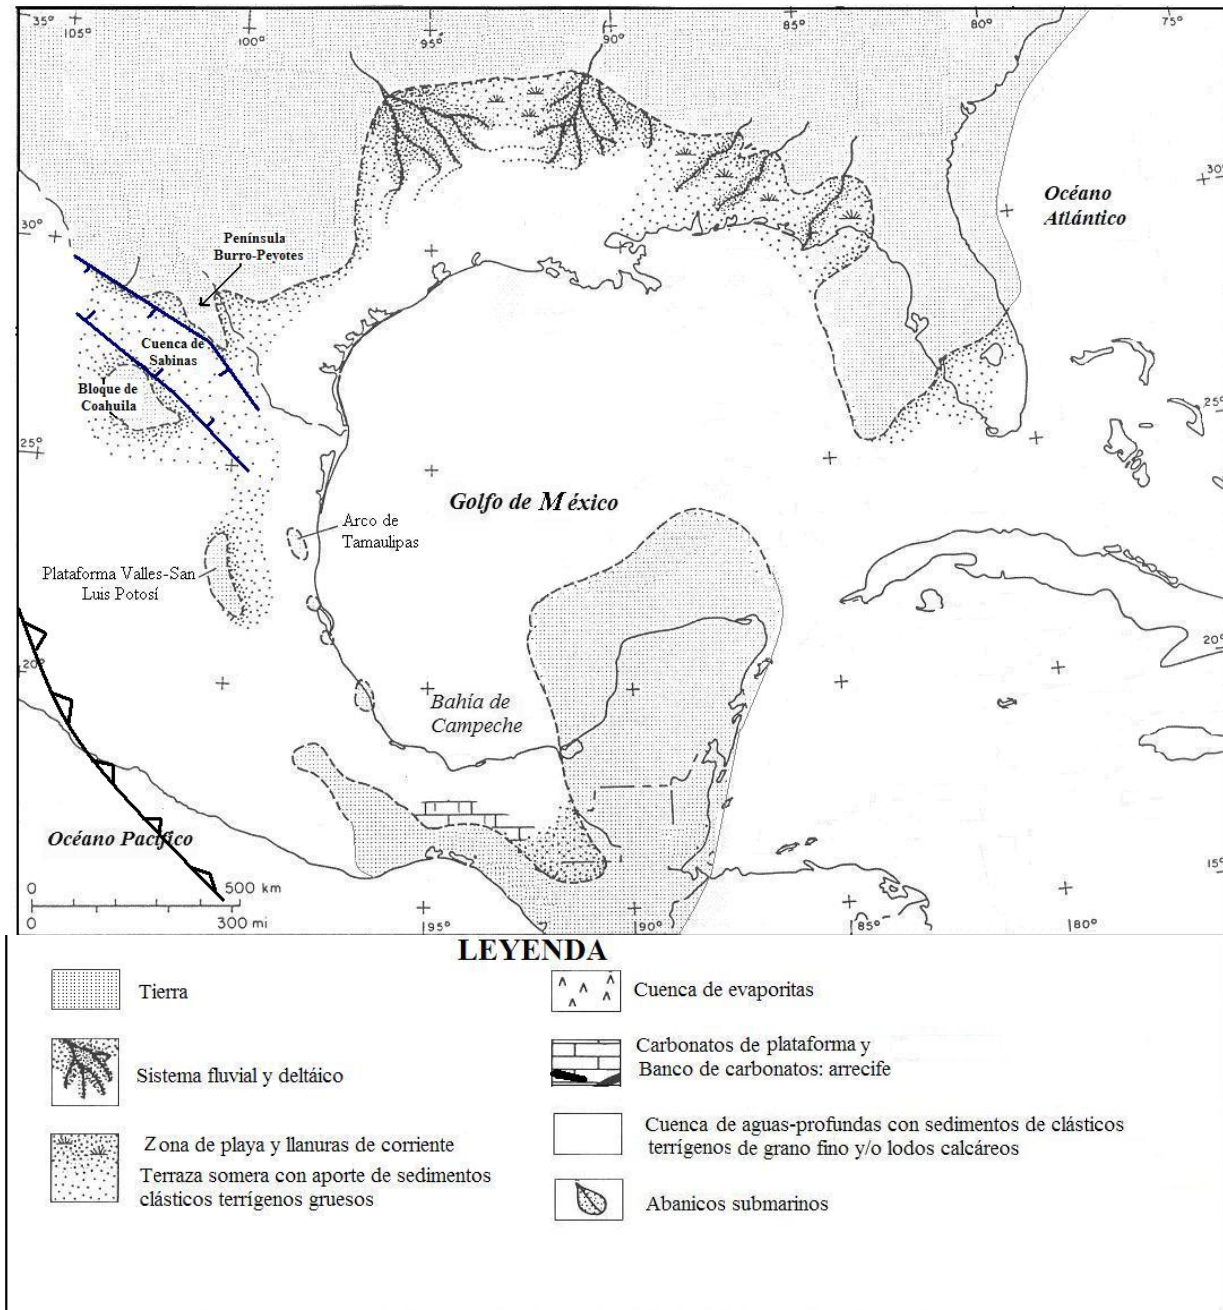 35°
105°
100°
95°
90°
85°
80°
75°
30°
Océano
Atlántico
30°
Península
Burro-Peyotes
Cuenca de
Sabinas
Bloque de
Coahuila
25°
25°
Golfo de México
Arco de
Tamaulipas
Plataforma Valles-San
Luis Potosí
20°
20°
Bahía de
Campeche
Océano Pacífico
15°
0
500 km
0
300 mi
95°
90°
85°
80°
LEYENDA
Tierra
Sistema fluvial y deltáico
Zona de playa y llanuras de corriente
Terraza somera con aporte de sedimentos
clásticos terrígenos gruesos
Cuenca de evaporitas
Carbonatos de plataforma y
Banco de carbonatos: arrecife
Cuenca de aguas-profundas con sedimentos de clásticos
terrígenos de grano fino y/o lodos calcáreos
Abanicos submarinos